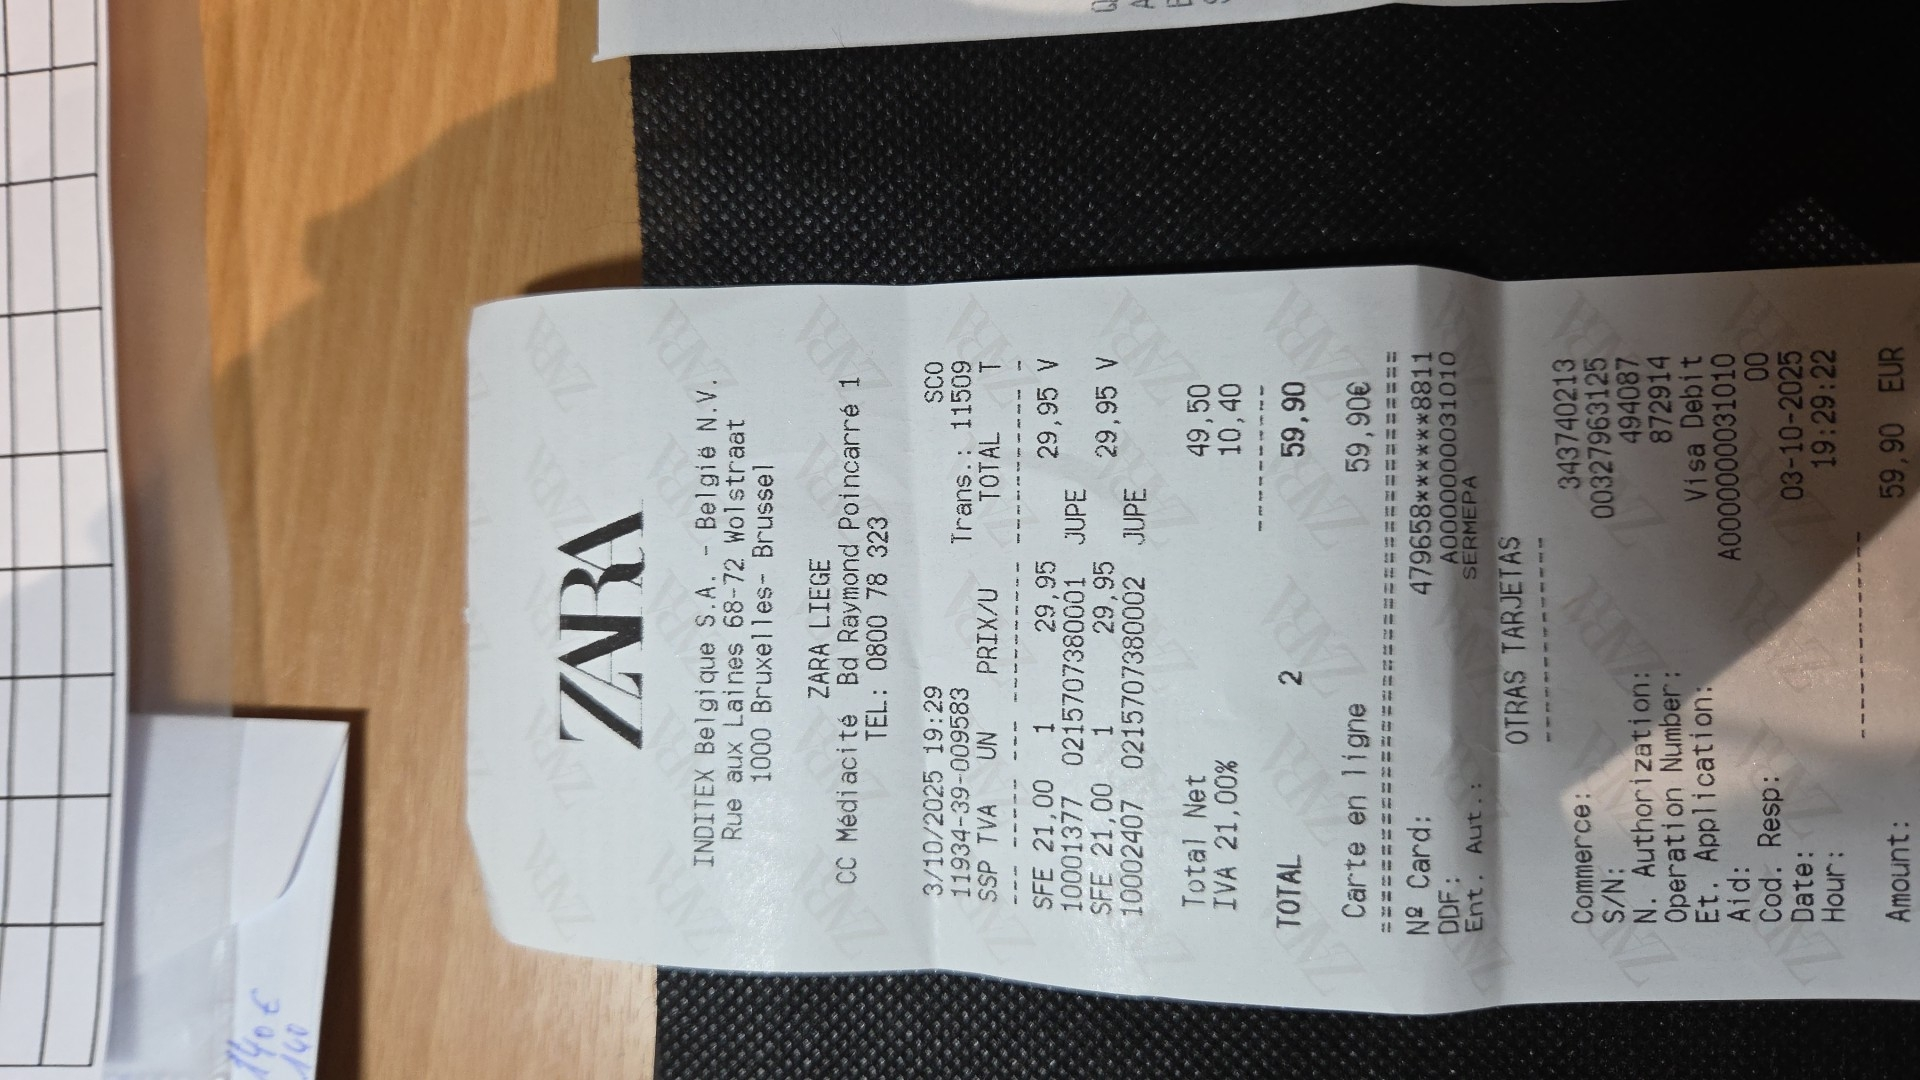 ZARA
INDITEX Belgique S.A. - België N.V.
Rue aux Laines 68-72 Wolstraat
1000 Bruxelles- Brussel
ZARA LIEGE
CC Médiacité Bd Raymond Poincarré 1
TEL: 0800 78 323
3/10/2025 19:29 SCO
11934-39-009583 Trans.: 11509
SSP TVA UN PRIX/U TOTAL T
SFE 21,00 1 29,95 29,95 V
100001377 02157073800​01 JUPE
SFE 21,00 1 29,95 29,95 V
100002407 0215707380002 JUPE
Total Net 49,50
IVA 21,00% 10,40
TOTAL 2 59,90
Carte en ligne 59,90€
Nº Card: 479658******8811
DDF: A0000000031010
Ent. Aut.: SERMEPA
OTRAS TARJETAS
Commerce: 343740213
S/N: 00327963125
N. Authorization: 494087
Operation Number: 872914
Et. Application: Visa Debit
Aid: A0000000031010
Cod. Resp: 00
Date: 03-10-2025
Hour: 19:29:22
Amount: 59,90 EUR
140€
140